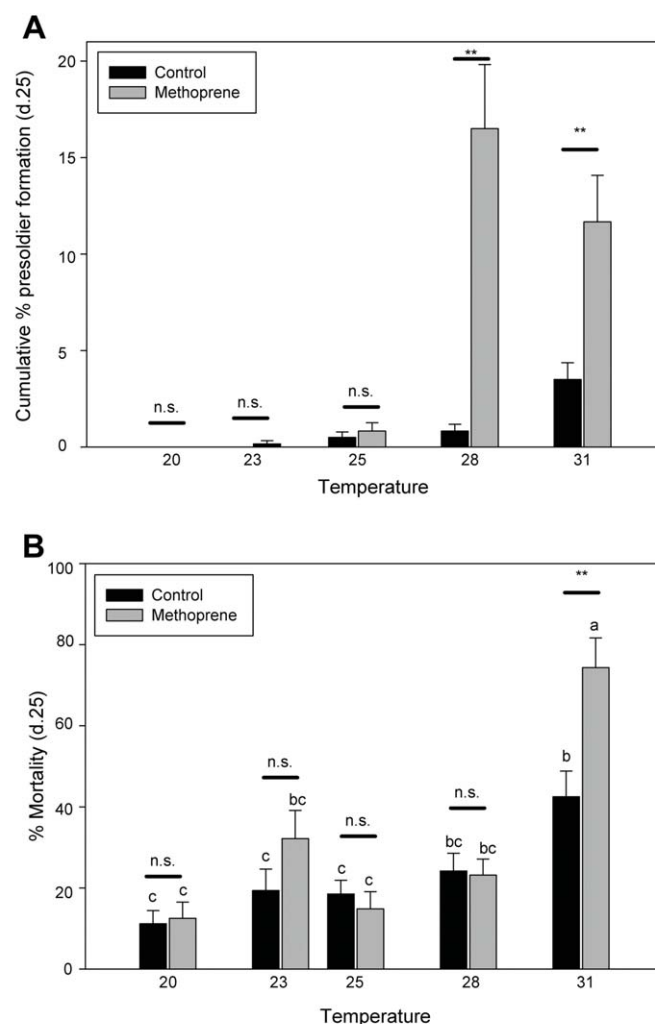 A
Cumulative % presoldier formation (d.25)
20
15
10
5
0
Control
Methoprene
**
**
n.s.
n.s.
n.s.
20 23 25 28 31
Temperature
B
% Mortality (d.25)
100
80
60
40
20
0
Control
Methoprene
**
a
b
n.s.
n.s.
bc
n.s.
bc bc
n.s.
c c
c
c c
20 23 25 28 31
Temperature